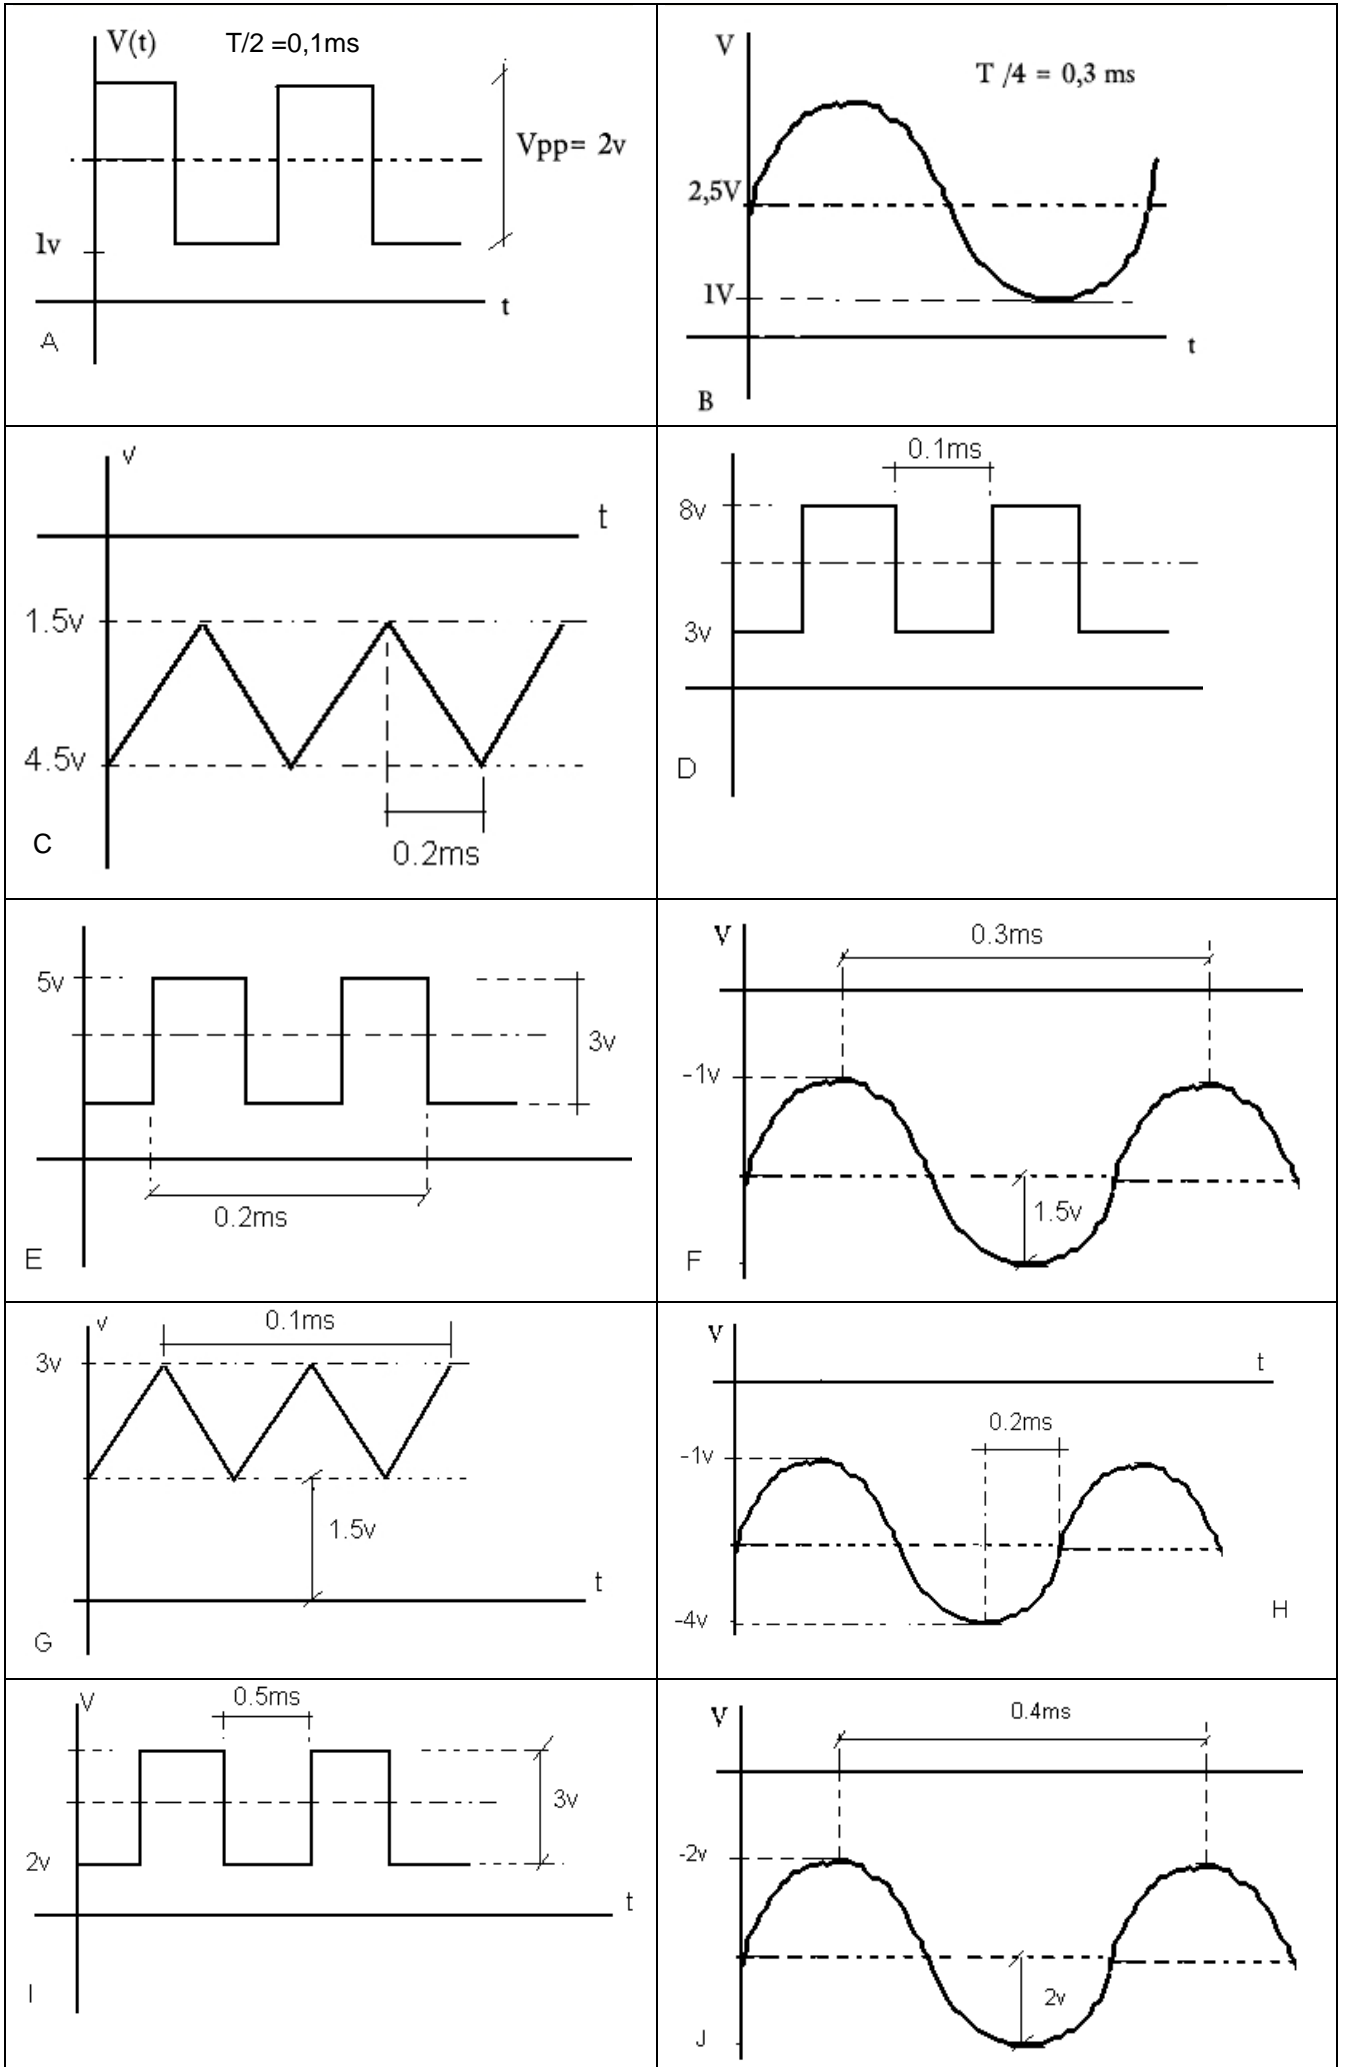 V(t)
T/2 =0,1ms
Vpp= 2v
1v
t
A
V
T /4 = 0,3 ms
2,5V
1V
t
B
v
t
1.5v
4.5v
0.2ms
C
0.1ms
8v
3v
D
5v
3v
0.2ms
E
V
0.3ms
-1v
1.5v
F
v
0.1ms
3v
1.5v
t
G
V
t
0.2ms
-1v
-4v
H
V
0.5ms
3v
2v
t
I
V
0.4ms
-2v
2v
J